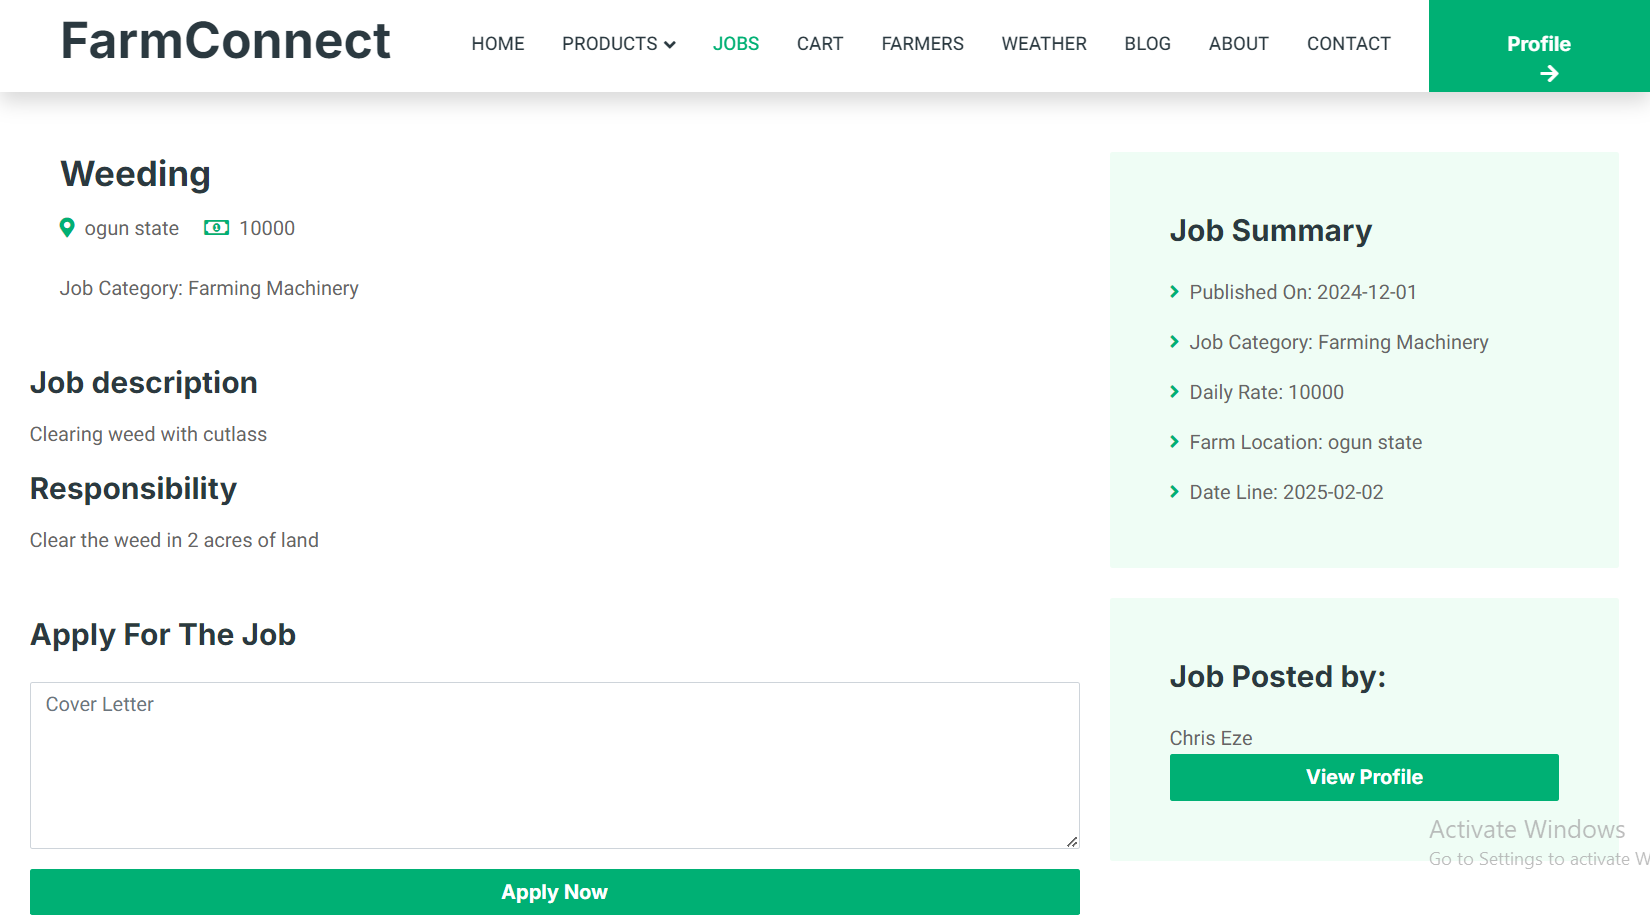 FarmConnect
HOME PRODUCTS JOBS CART FARMERS WEATHER BLOG ABOUT CONTACT
Profile
Weeding
ogun state 10000
Job Category: Farming Machinery
Job description
Clearing weed with cutlass
Responsibility
Clear the weed in 2 acres of land
Apply For The Job
Cover Letter
Apply Now
Job Summary
Published On: 2024-12-01
Job Category: Farming Machinery
Daily Rate: 10000
Farm Location: ogun state
Date Line: 2025-02-02
Job Posted by:
Chris Eze
View Profile
Activate Windows
Go to Settings to activate W